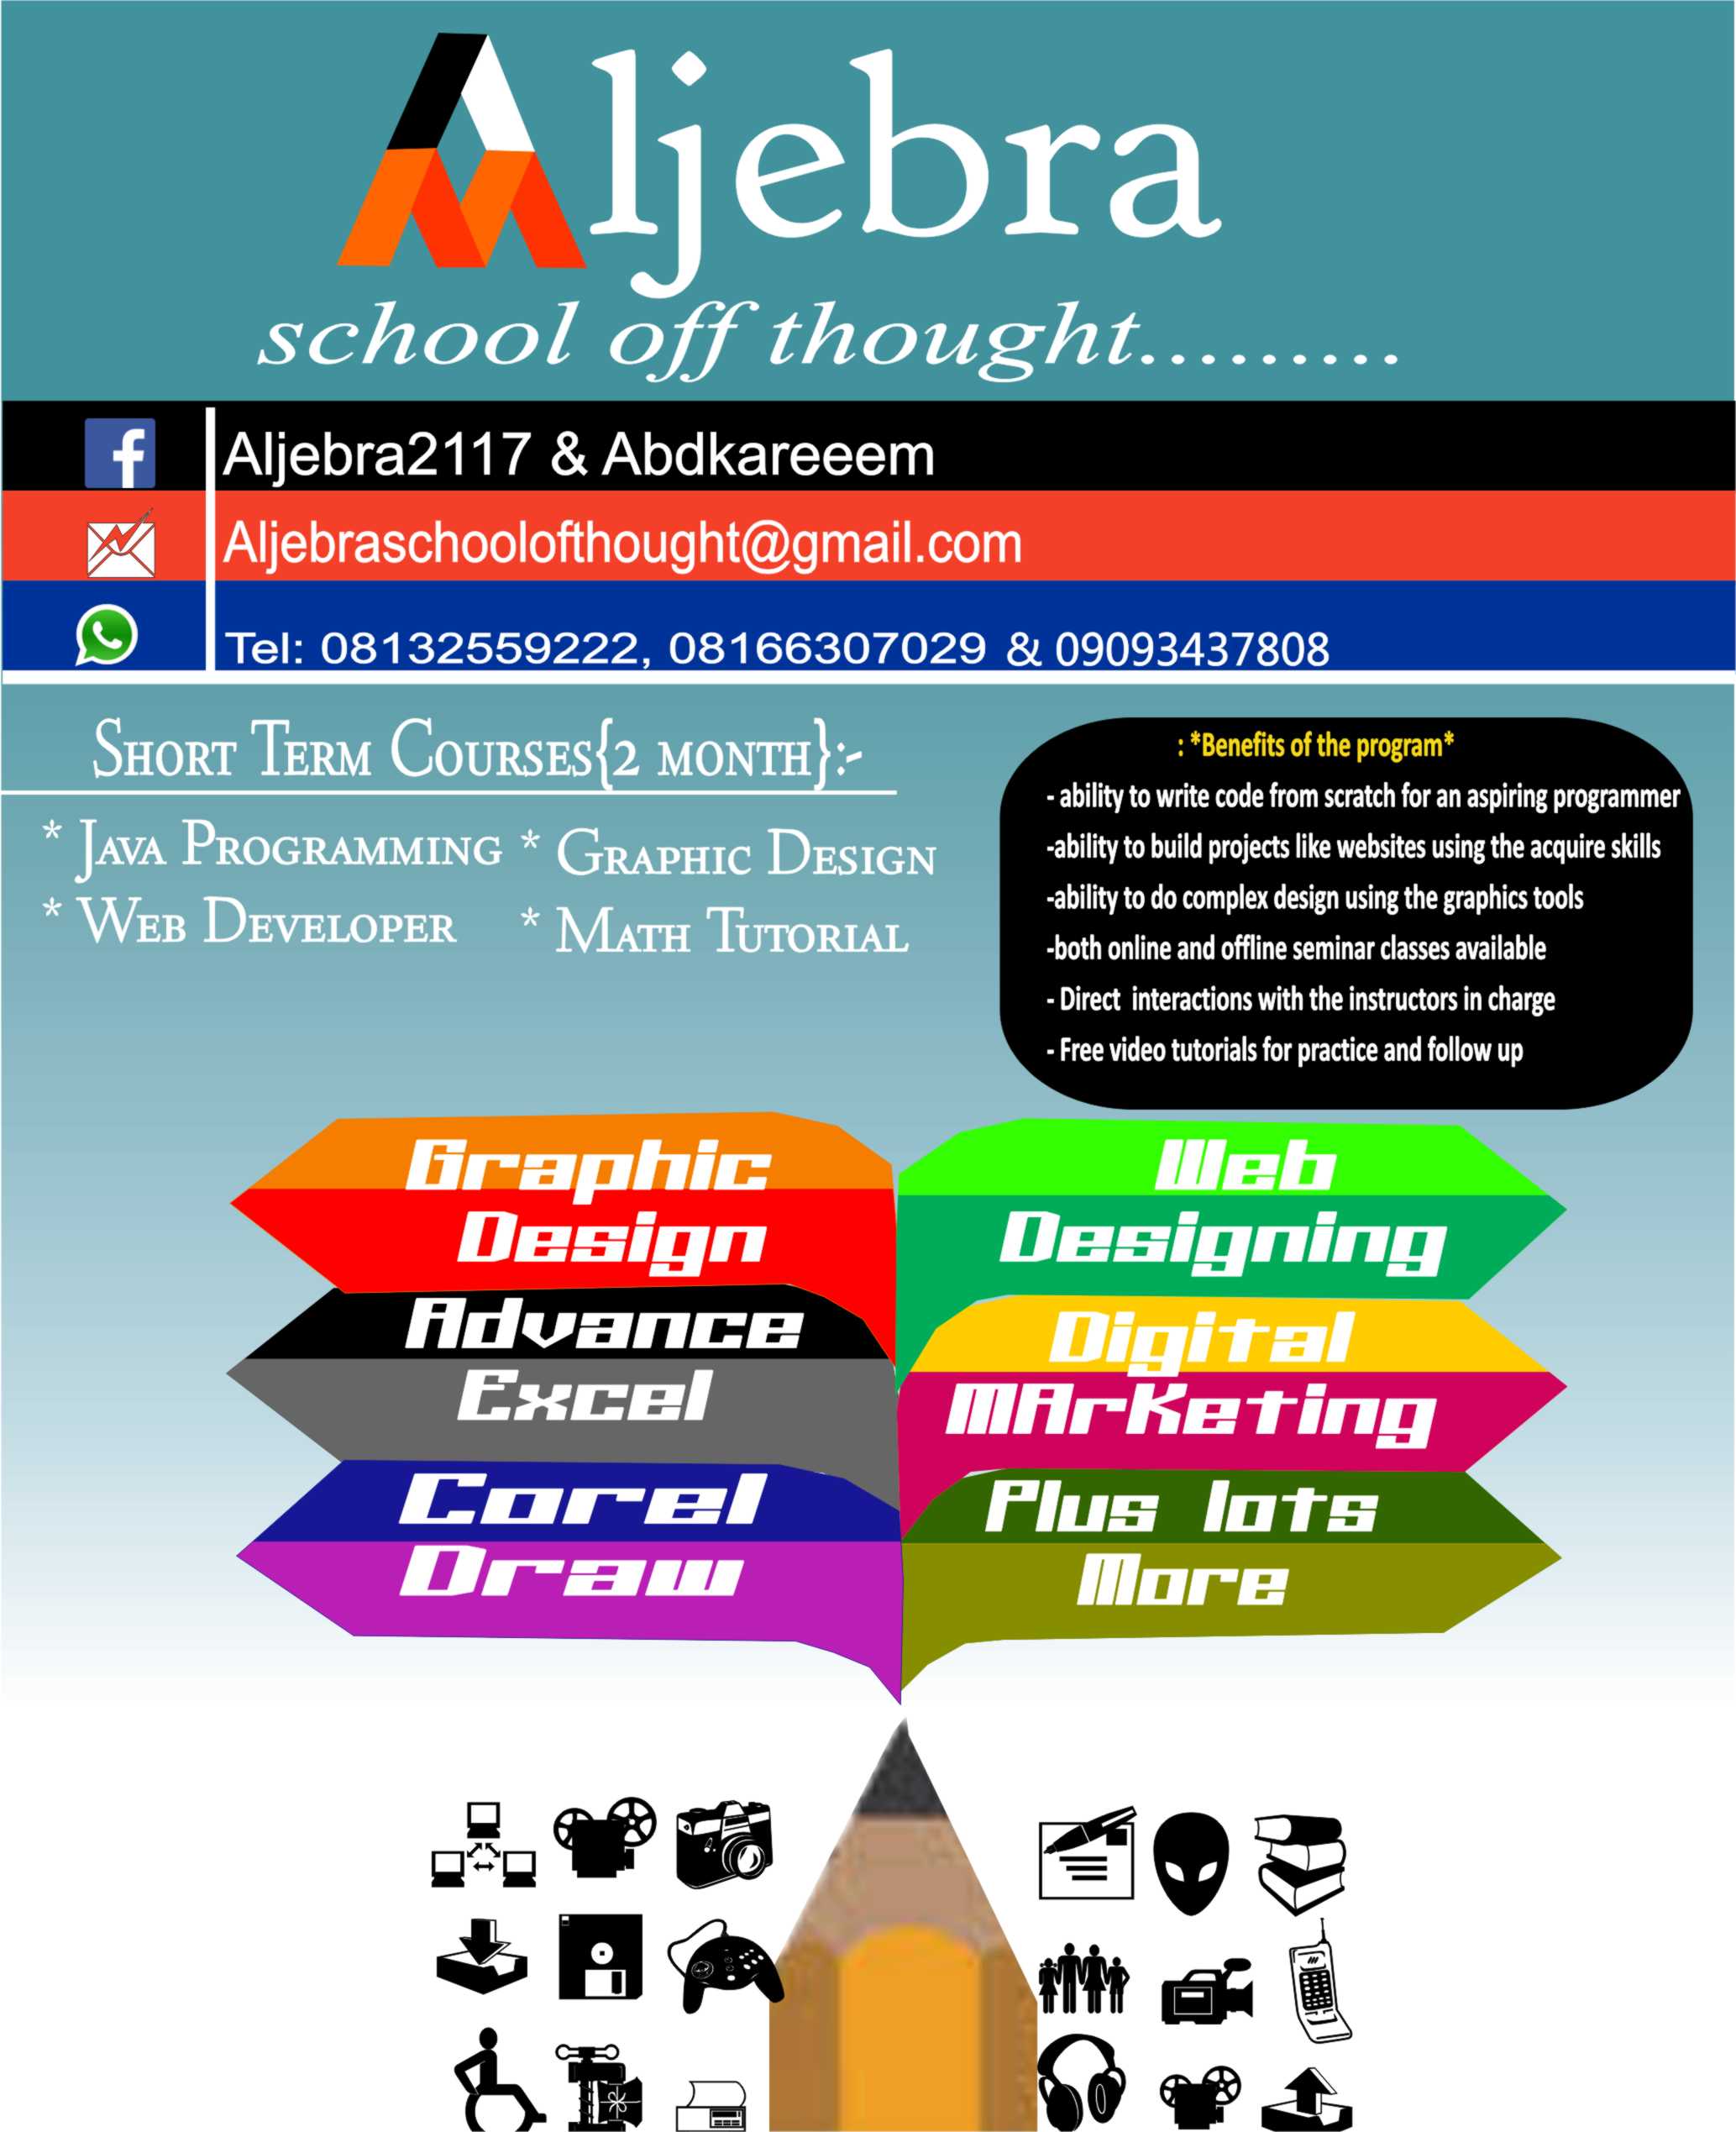 Aljebra
school off thought.........
Aljebra2117 & Abdkareeem
Aljebraschoolofthought@gmail.com
Tel: 08132559222, 08166307029 & 09093437808
Short Term Courses{2 month}:-
* Java Programming * Graphic Design
* Web Developer * Math Tutorial
: *Benefits of the program*
- ability to write code from scratch for an aspiring programmer
-ability to build projects like websites using the acquire skills
-ability to do complex design using the graphics tools
-both online and offline seminar classes available
- Direct interactions with the instructors in charge
- Free video tutorials for practice and follow up
Graphic
Design
Advance
Excel
Corel
Draw
Web
Designing
Digital
MArKeting
Plus lots
More